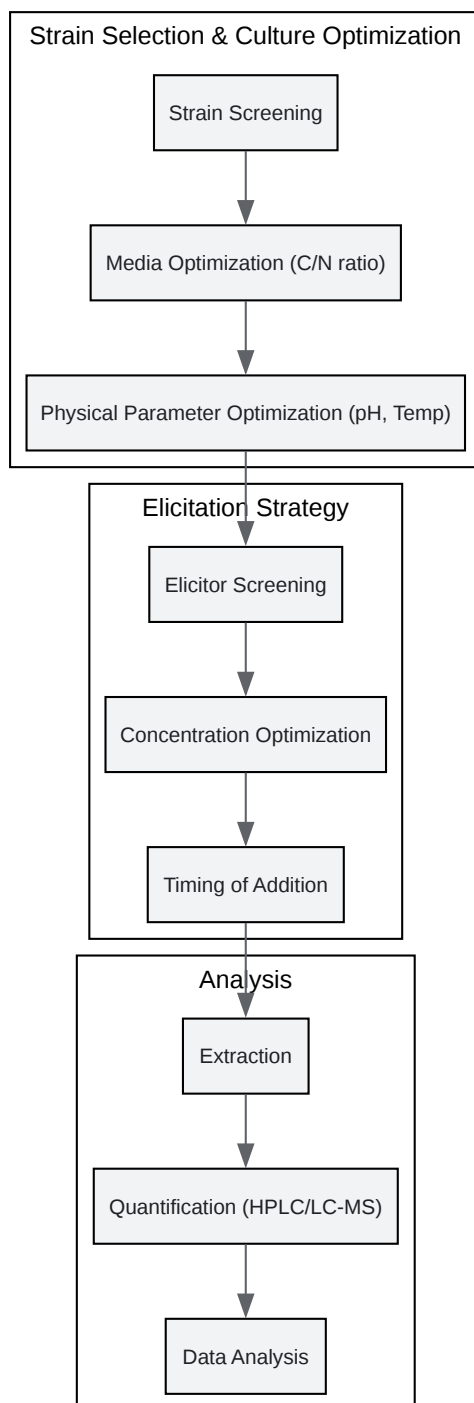 Strain Selection & Culture Optimization
Strain Screening
Media Optimization (C/N ratio)
Physical Parameter Optimization (pH, Temp)
Elicitation Strategy
Elicitor Screening
Concentration Optimization
Timing of Addition
Analysis
Extraction
Quantification (HPLC/LC-MS)
Data Analysis